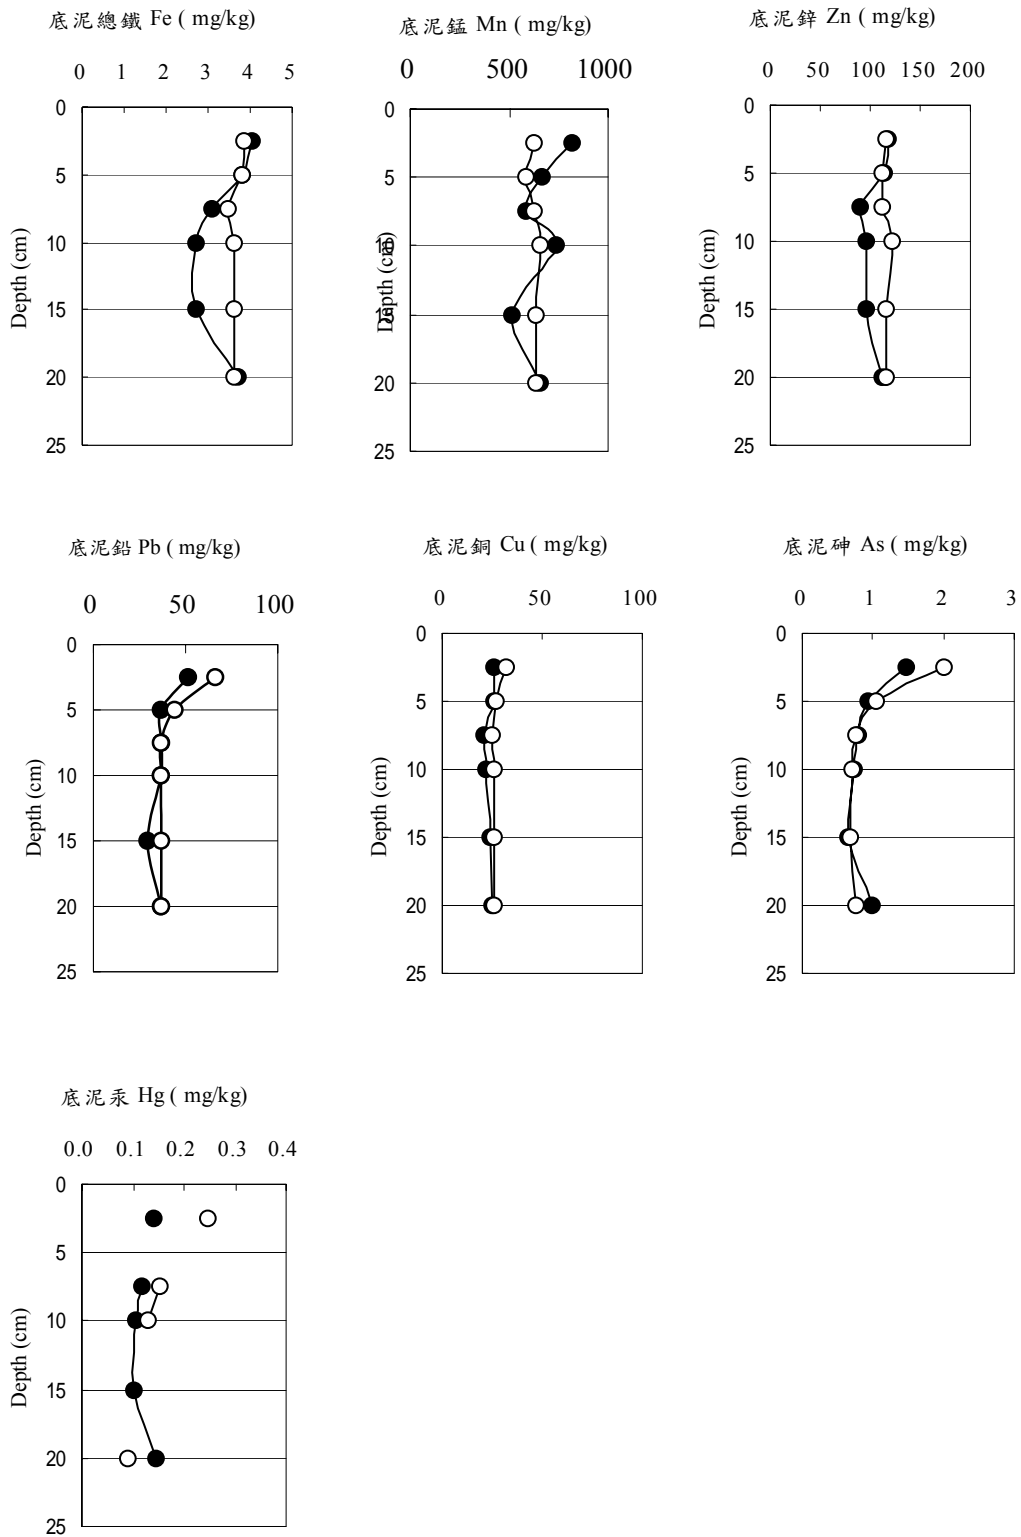 底泥總鐵 Fe ( mg/kg)
0 1 2 3 4 5
0
5
10
15
20
25
Depth (cm)
底泥錳 Mn ( mg/kg)
0 500 1000
0
5
10
15
20
25
Depth (cm)
底泥鋅 Zn ( mg/kg)
0 50 100 150 200
0
5
10
15
20
25
Depth (cm)
底泥鉛 Pb ( mg/kg)
0 50 100
0
5
10
15
20
25
Depth (cm)
底泥銅 Cu ( mg/kg)
0 50 100
0
5
10
15
20
25
Depth (cm)
底泥砷 As ( mg/kg)
0 1 2 3
0
5
10
15
20
25
Depth (cm)
底泥汞 Hg ( mg/kg)
0.0 0.1 0.2 0.3 0.4
0
5
10
15
20
25
Depth (cm)